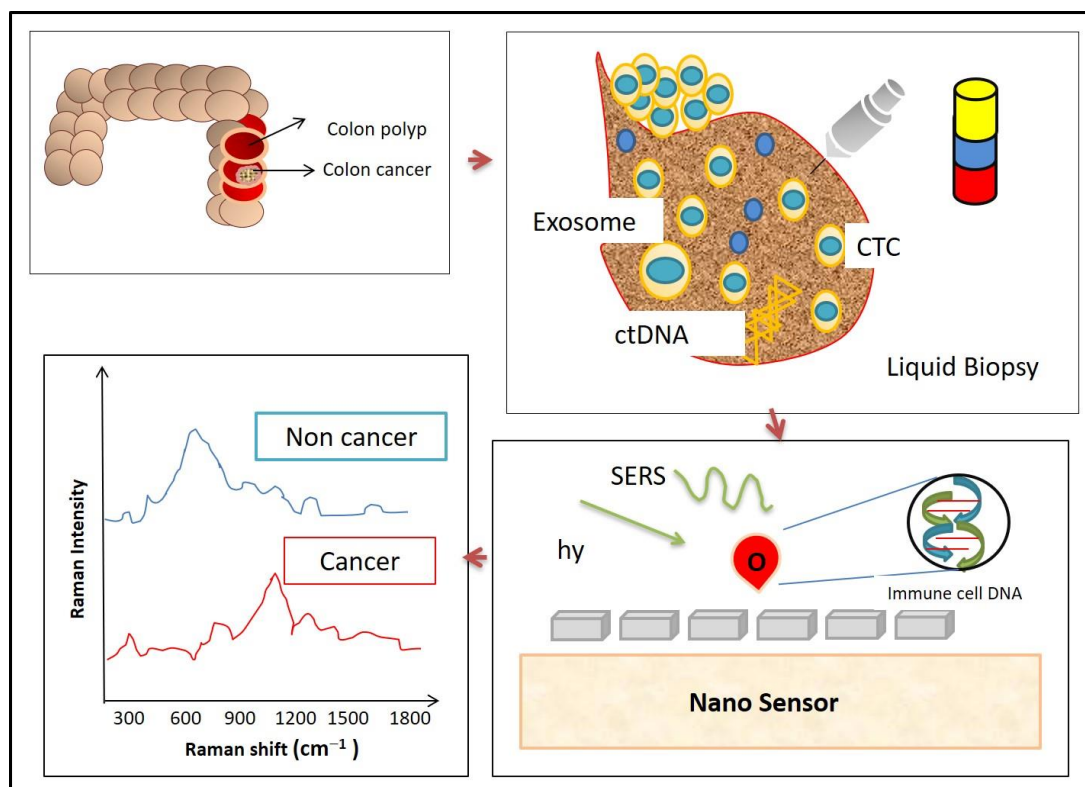 Colon polyp
Colon cancer
Exosome
CTC
ctDNA
Liquid Biopsy
SERS
hy
O
Immune cell DNA
Nano Sensor
Non cancer
Cancer
Raman Intensity
300 600 900 1200 1500 1800
Raman shift (cm⁻¹ )